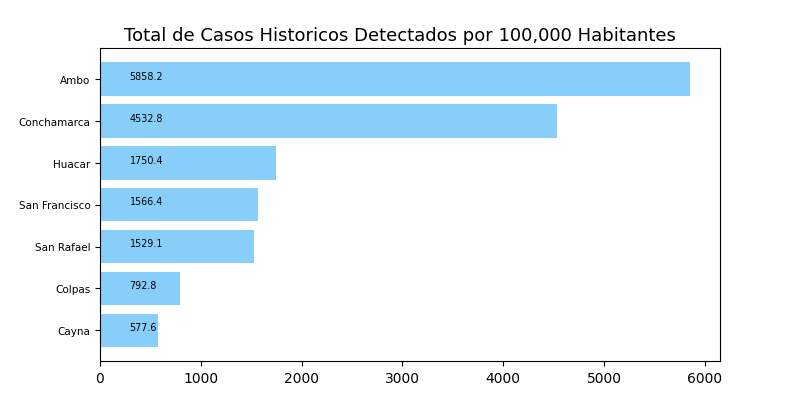 Total de Casos Historicos Detectados por 100,000 Habitantes
Ambo 5858.2
Conchamarca 4532.8
Huacar 1750.4
San Francisco 1566.4
San Rafael 1529.1
Colpas 792.8
Cayna 577.6
0 1000 2000 3000 4000 5000 6000